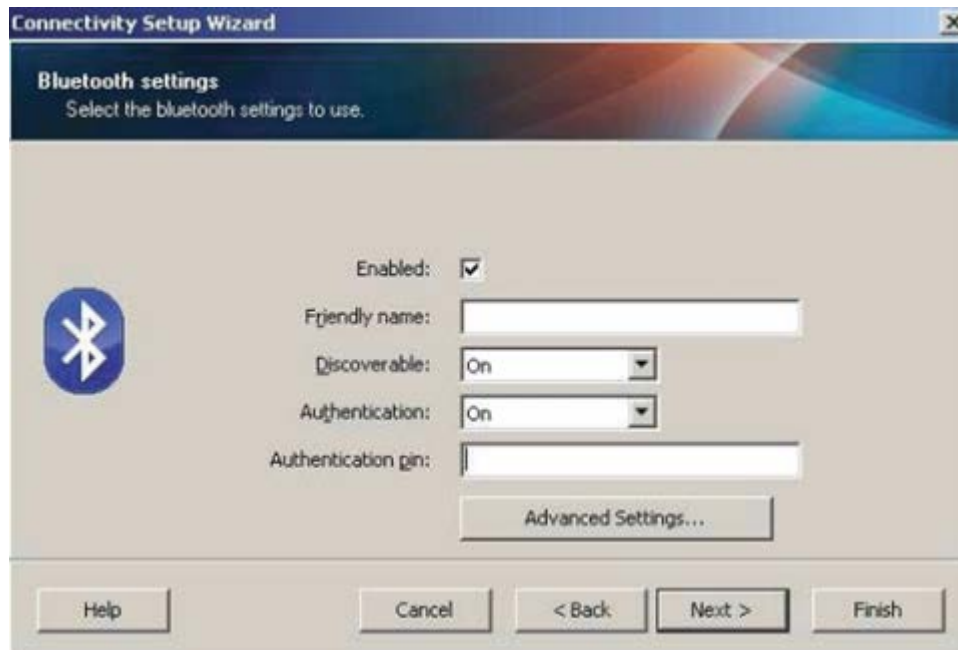 Connectivity Setup Wizard
Bluetooth settings
Select the bluetooth settings to use.
Enabled:
Friendly name:
Discoverable: On
Authentication: On
Authentication pin:
Advanced Settings...
Help Cancel < Back Next > Finish